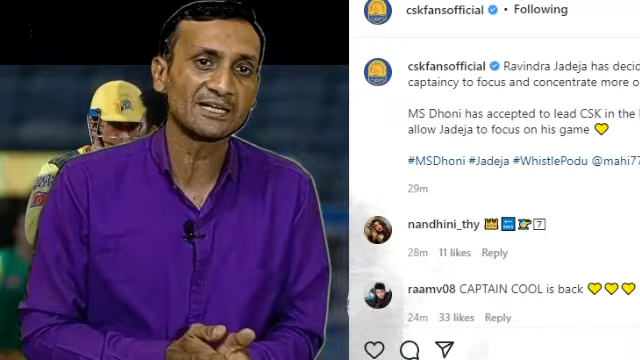 cskfansofficial • Following
cskfansofficial Ravindra Jadeja has decid
captaincy to focus and concentrate more o
MS Dhoni has accepted to lead CSK in the
allow Jadeja to focus on his game 💛
#MSDhoni #Jadeja #WhistlePodu @mahi77
29m
nandhini_thy 👑🔙👉7
28m 11 likes Reply
raamv08 CAPTAIN COOL is back 💛💛💛
24m 33 likes Reply